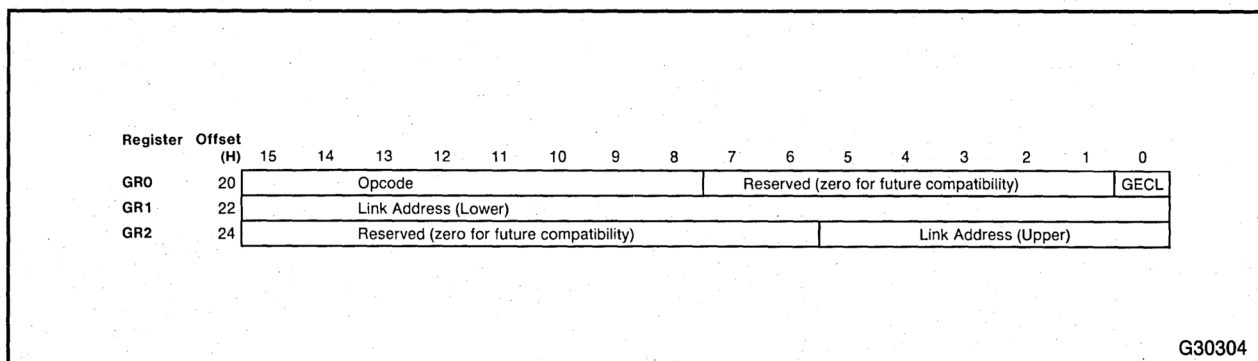 Register Offset
(H) 15 14 13 12 11 10 9 8 7 6 5 4 3 2 1 0
GR0 20 Opcode Reserved (zero for future compatibility) GECL
GR1 22 Link Address (Lower)
GR2 24 Reserved (zero for future compatibility) Link Address (Upper)
G30304